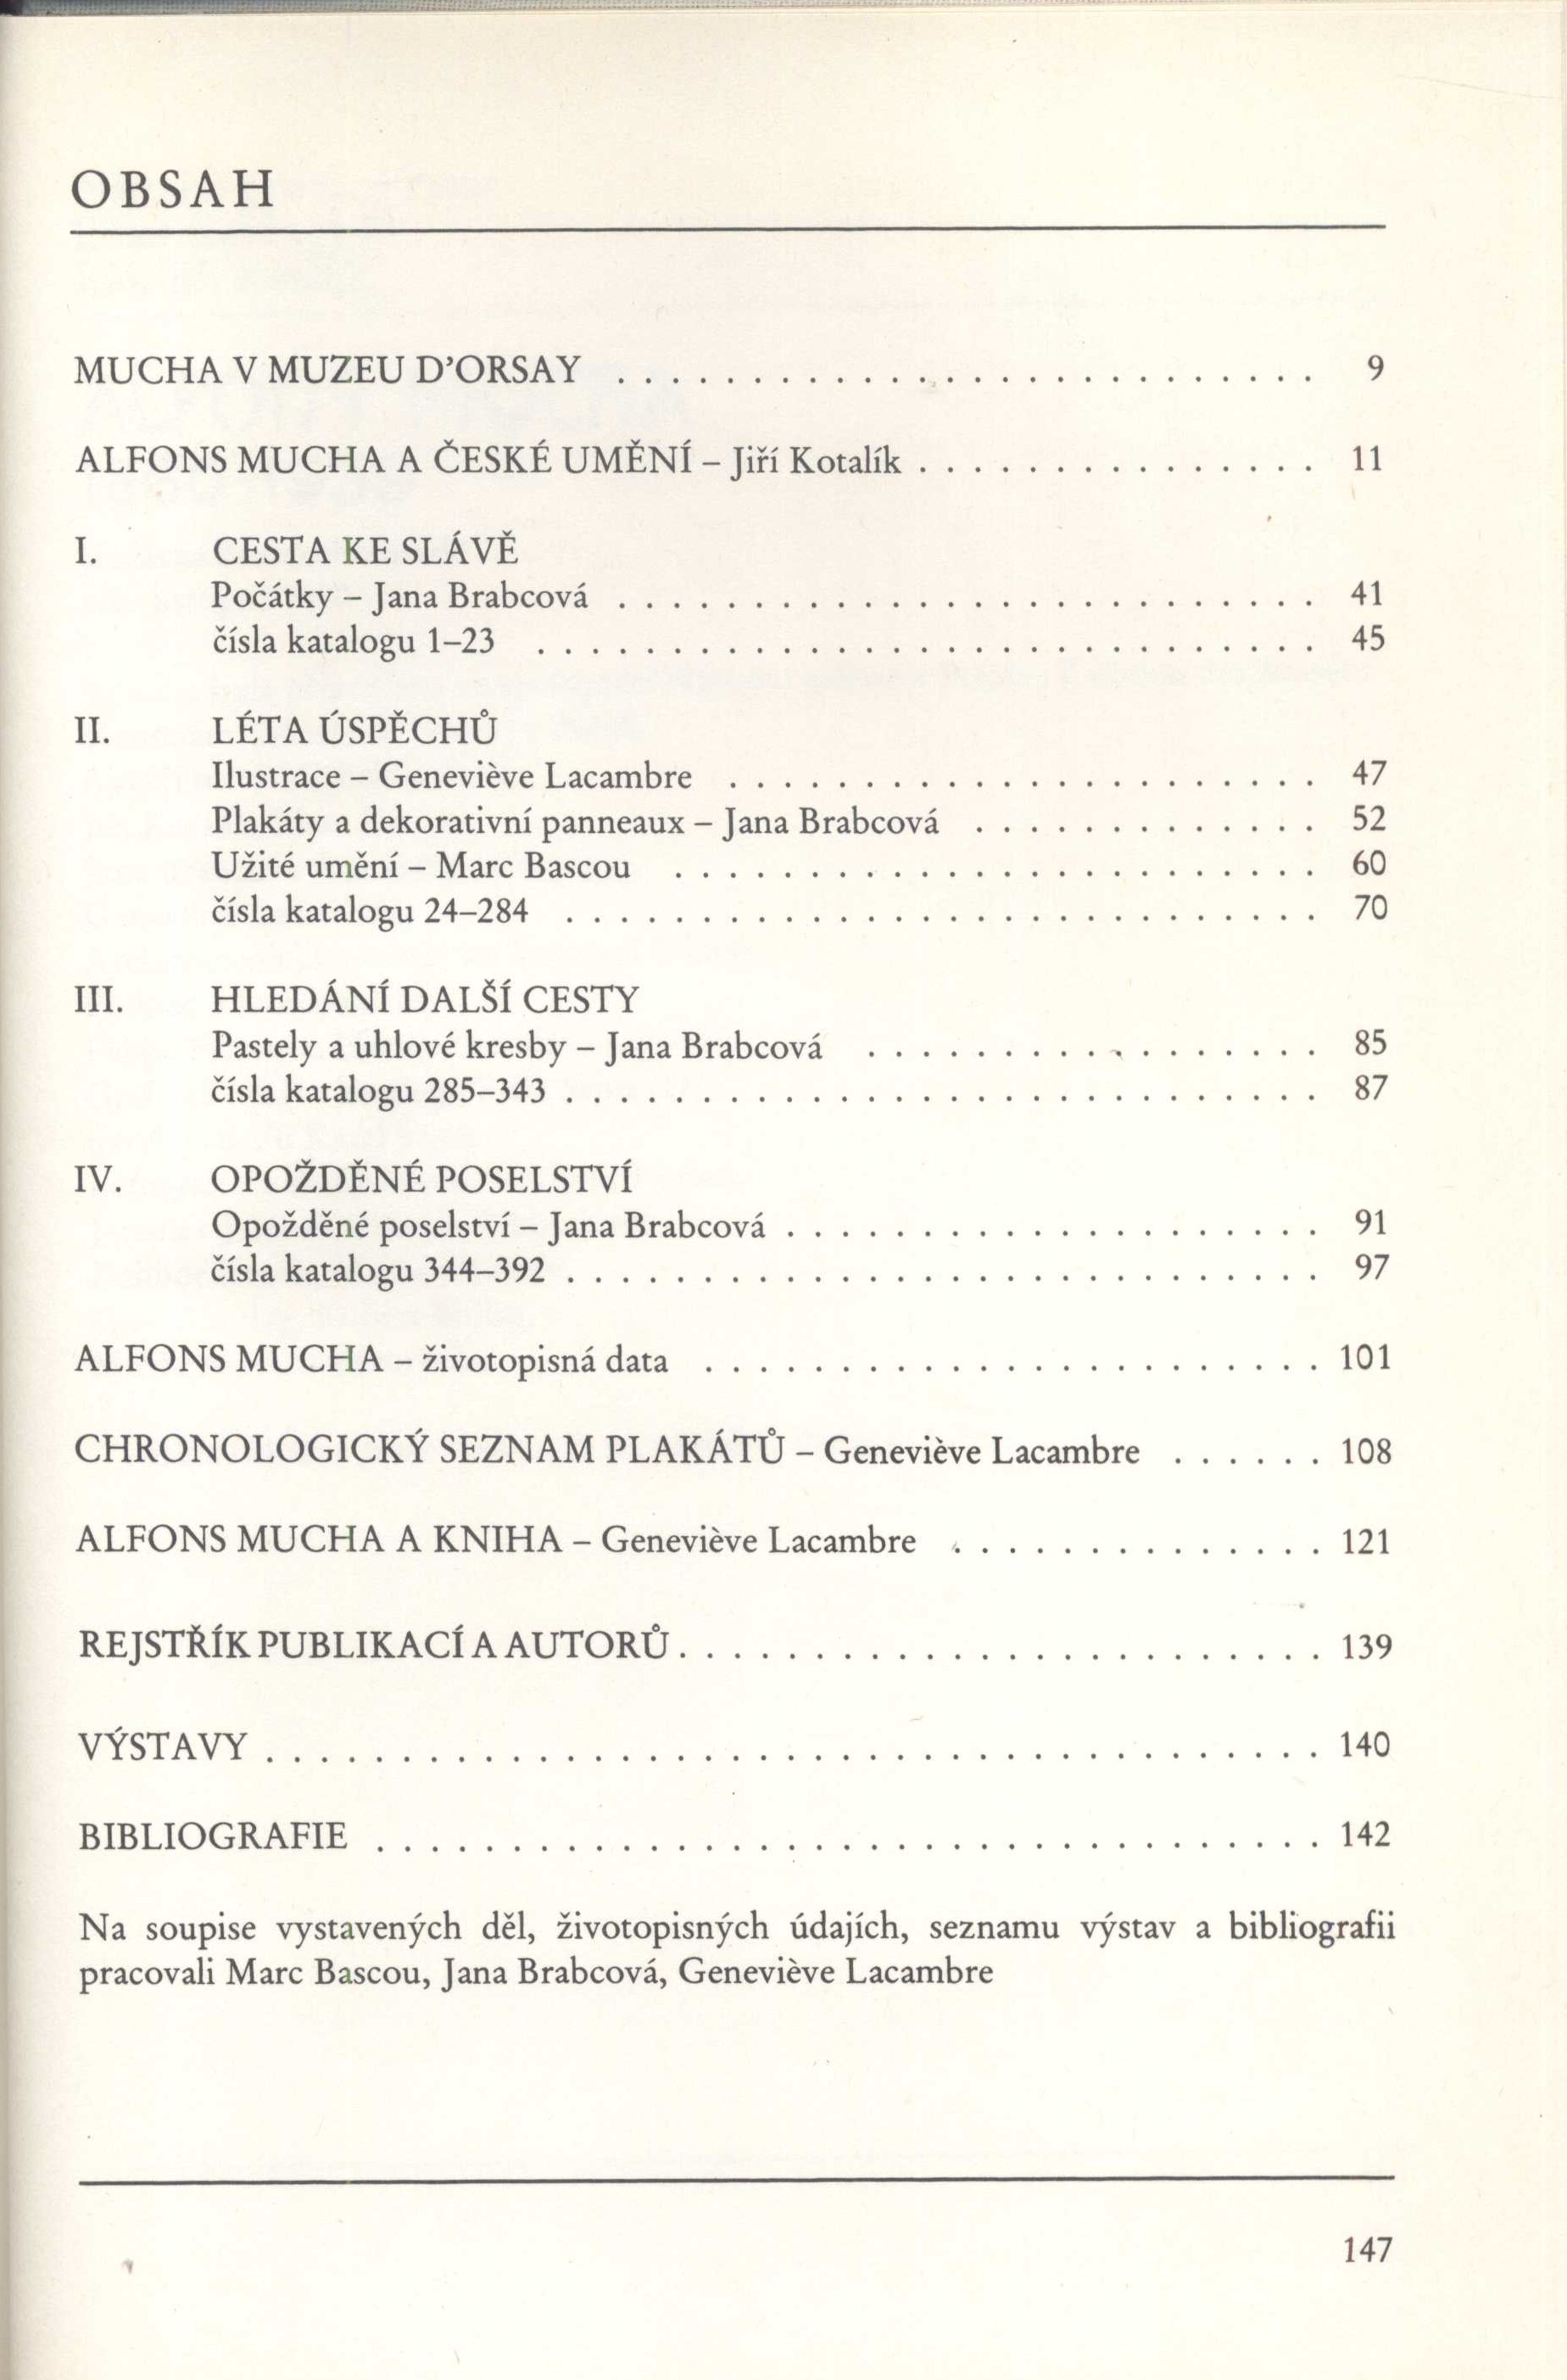 OBSAH
MUCHA V MUZEU D’ORSAY . . . . . . . . . . . . . . . . . . . . . . . . . . 9
ALFONS MUCHA A ČESKÉ UMĚNÍ – Jiří Kotalík . . . . . . . . . . . . . . . 11
I. CESTA KE SLÁVĚ
Počátky – Jana Brabcová . . . . . . . . . . . . . . . . . . . . . . . . . . 41
čísla katalogu 1–23 . . . . . . . . . . . . . . . . . . . . . . . . . . . . . 45
II. LÉTA ÚSPĚCHŮ
Ilustrace – Geneviève Lacambre . . . . . . . . . . . . . . . . . . . . . . 47
Plakáty a dekorativní panneaux – Jana Brabcová . . . . . . . . . . . . . 52
Užité umění – Marc Bascou . . . . . . . . . . . . . . . . . . . . . . . . 60
čísla katalogu 24–284 . . . . . . . . . . . . . . . . . . . . . . . . . . . . 70
III. HLEDÁNÍ DALŠÍ CESTY
Pastely a uhlové kresby – Jana Brabcová . . . . . . . . . . . . . . . . . 85
čísla katalogu 285–343 . . . . . . . . . . . . . . . . . . . . . . . . . . . . 87
IV. OPOŽDĚNÉ POSELSTVÍ
Opožděné poselství – Jana Brabcová . . . . . . . . . . . . . . . . . . . . 91
čísla katalogu 344–392 . . . . . . . . . . . . . . . . . . . . . . . . . . . . 97
ALFONS MUCHA – životopisná data . . . . . . . . . . . . . . . . . . . . . . . 101
CHRONOLOGICKÝ SEZNAM PLAKÁTŮ – Geneviève Lacambre . . . . . . 108
ALFONS MUCHA A KNIHA – Geneviève Lacambre . . . . . . . . . . . . . . 121
REJSTŘÍK PUBLIKACÍ A AUTORŮ . . . . . . . . . . . . . . . . . . . . . . . . 139
VÝSTAVY . . . . . . . . . . . . . . . . . . . . . . . . . . . . . . . . . . . . . . . 140
BIBLIOGRAFIE . . . . . . . . . . . . . . . . . . . . . . . . . . . . . . . . . . . 142
Na soupise vystavených děl, životopisných údajích, seznamu výstav a bibliografii
pracovali Marc Bascou, Jana Brabcová, Geneviève Lacambre
147